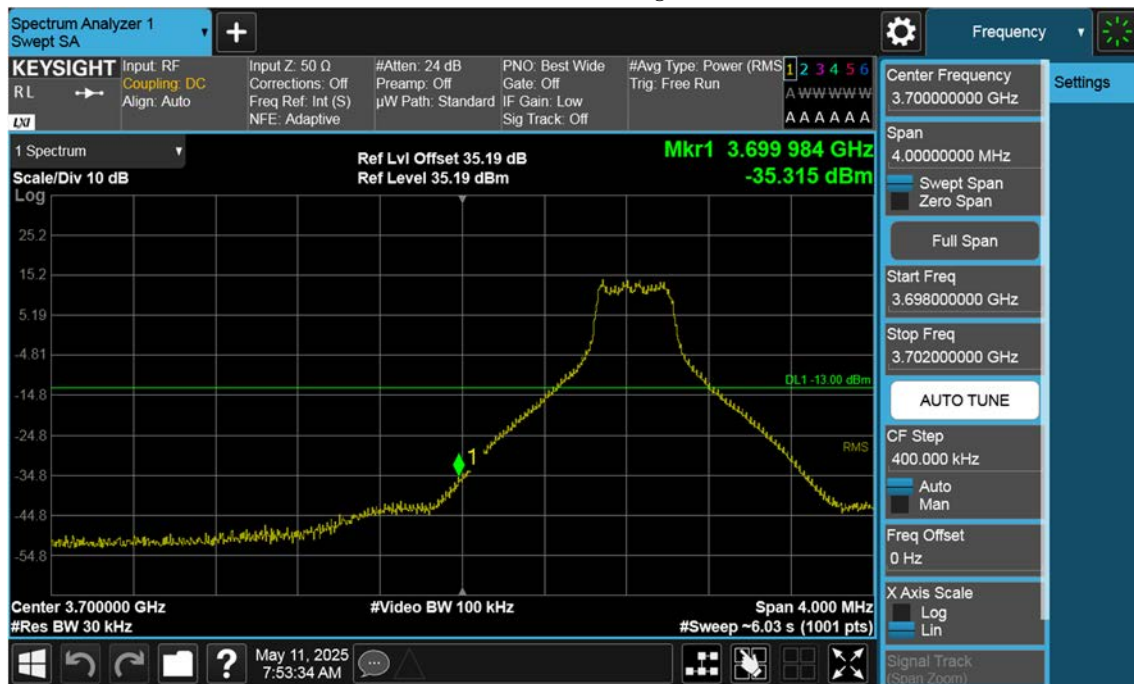 Spectrum Analyzer 1
Swept SA
+
Frequency
KEYSIGHT
RL
LXI
Input: RF
Coupling: DC
Align: Auto
Input Z: 50 Ω
Corrections: Off
Freq Ref: Int (S)
NFE: Adaptive
#Atten: 24 dB
Preamp: Off
µW Path: Standard
PNO: Best Wide
Gate: Off
IF Gain: Low
Sig Track: Off
#Avg Type: Power (RMS
Trig: Free Run
1 2 3 4 5 6
A W W W W W
A A A A A A
1 Spectrum
Scale/Div 10 dB
Ref Lvl Offset 35.19 dB
Ref Level 35.19 dBm
Mkr1 3.699 984 GHz
-35.315 dBm
Log
25.2
15.2
5.19
-4.81
-14.8
-24.8
-34.8
-44.8
-54.8
DL1 -13.00 dBm
RMS
1
Center 3.700000 GHz
#Res BW 30 kHz
#Video BW 100 kHz
Span 4.000 MHz
#Sweep ~6.03 s (1001 pts)
Center Frequency
3.700000000 GHz
Span
4.00000000 MHz
Swept Span
Zero Span
Full Span
Start Freq
3.698000000 GHz
Stop Freq
3.702000000 GHz
AUTO TUNE
CF Step
400.000 kHz
Auto
Man
Freq Offset
0 Hz
X Axis Scale
Log
Lin
Signal Track
(Span Zoom)
Settings
?
May 11, 2025
7:53:34 AM